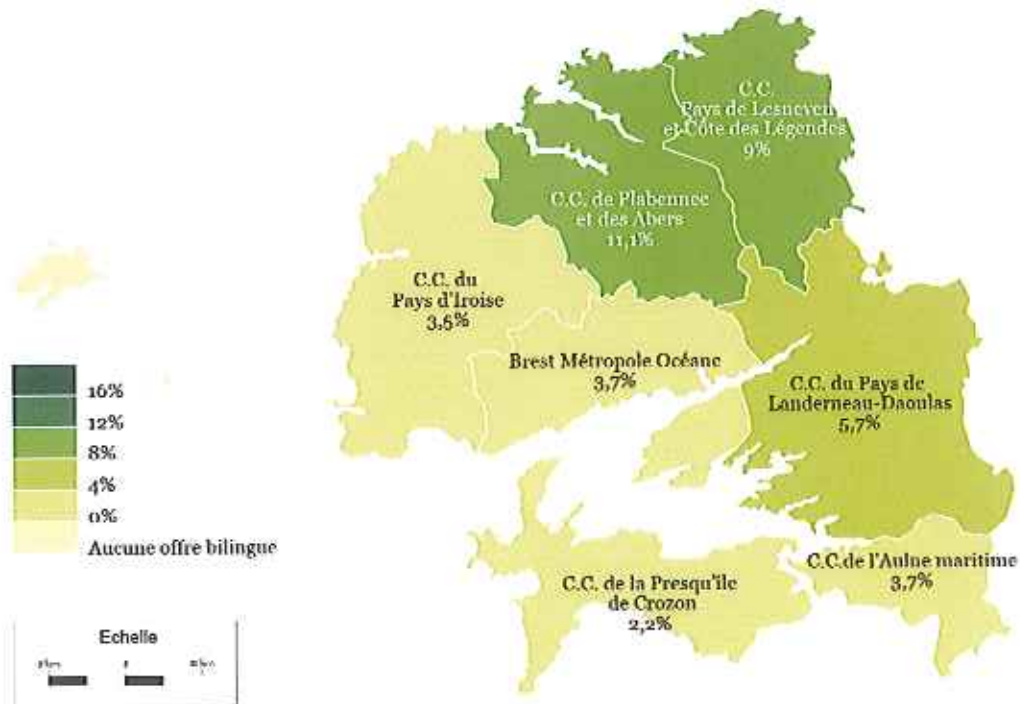 C.C.
Pays de Lesneven
et Côte des Légendes
9%
C.C. de Plabennec
et des Abers
11,1%
C.C. du
Pays d'Iroise
3,5%
Brest Métropole Océane
3,7%
C.C. du Pays de
Landerneau-Daoulas
5,7%
16%
12%
8%
4%
0%
Aucune offre bilingue
C.C.de l'Aulne maritime
3,7%
C.C. de la Presqu'île
de Crozon
2,2%
Echelle